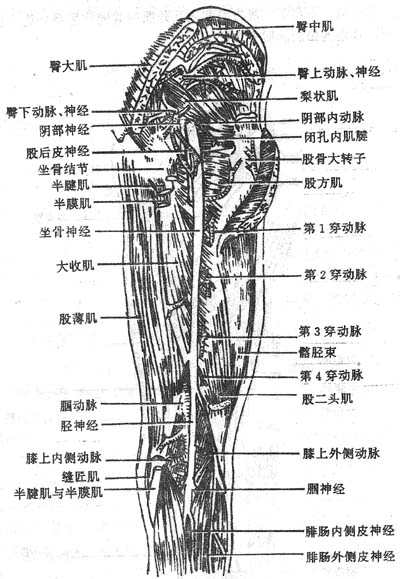 臀中肌
臀大肌
臀上动脉、神经
梨状肌
臀下动脉、神经
阴部内动脉
阴部神经
闭孔内肌腱
股后皮神经
股骨大转子
坐骨结节
半腱肌
股方肌
半膜肌
坐骨神经
第1穿动脉
大收肌
第2穿动脉
股薄肌
第3穿动脉
髂胫束
第4穿动脉
股二头肌
腘动脉
胫神经
膝上内侧动脉
膝上外侧动脉
缝匠肌
半腱肌与半膜肌
腘神经
腓肠内侧皮神经
腓肠外侧皮神经